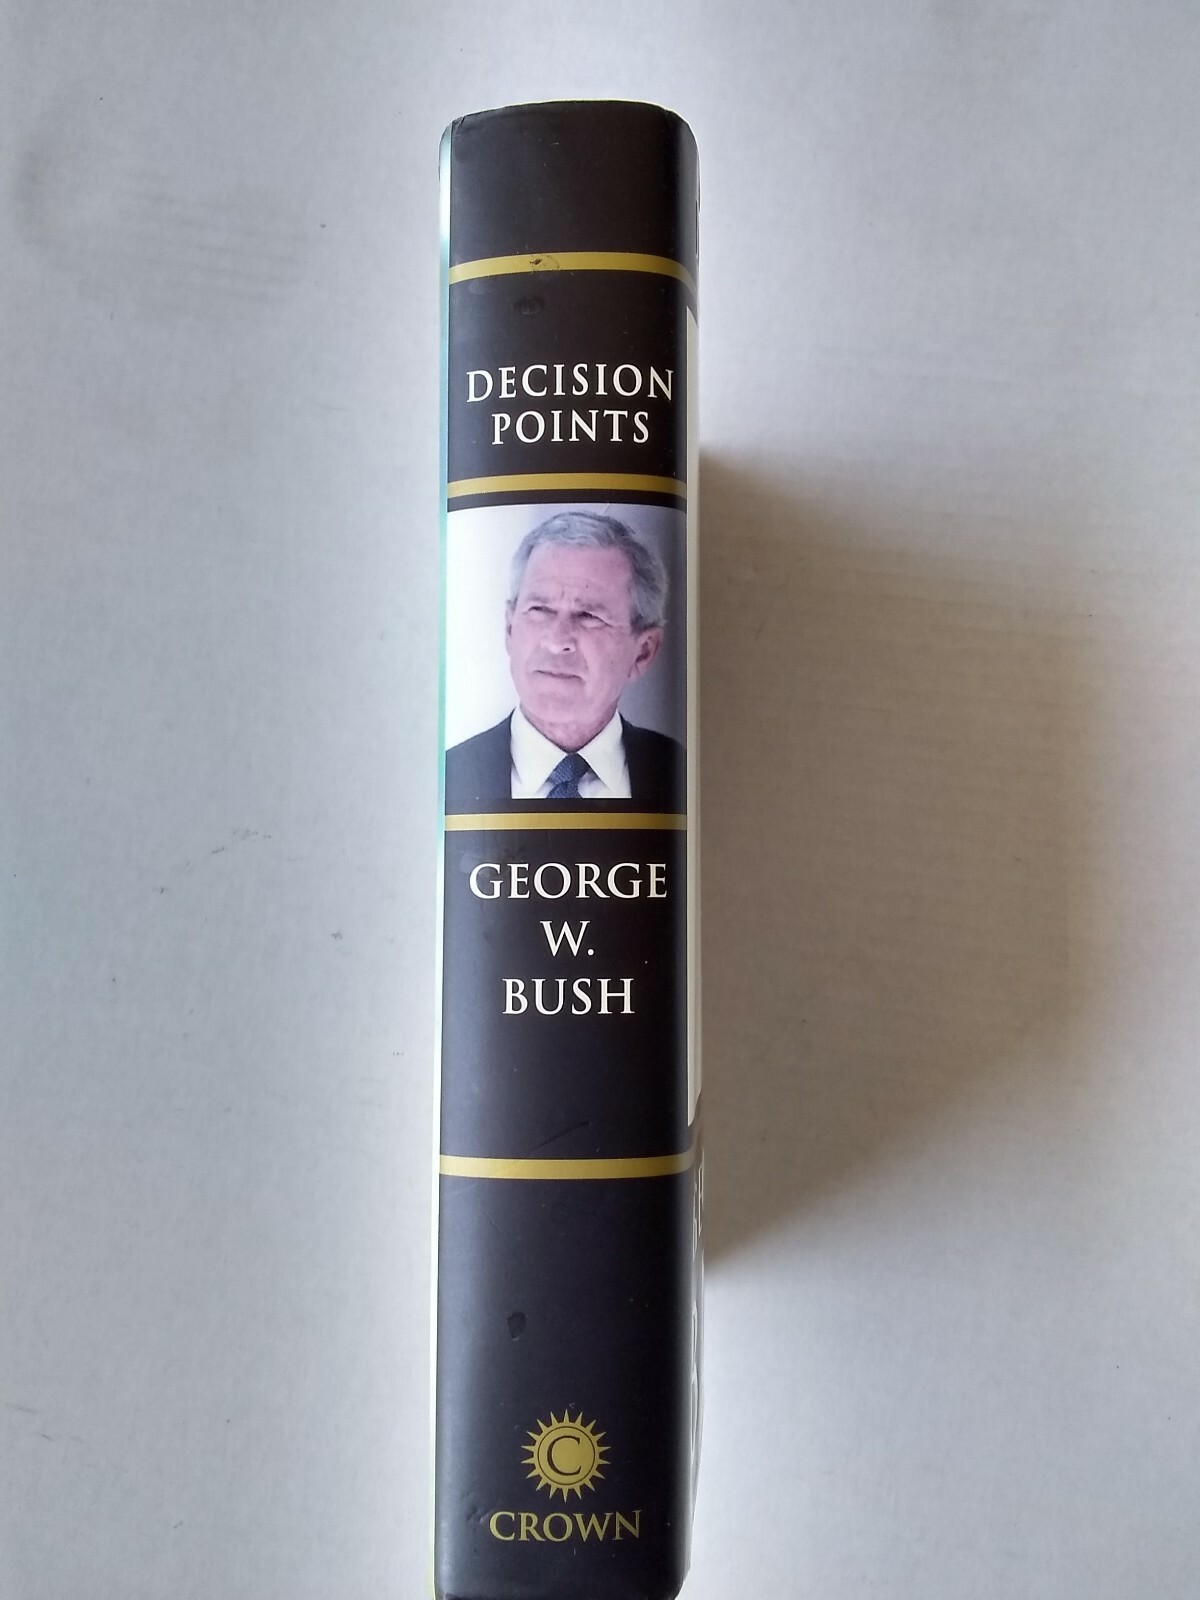 DECISION
POINTS
GEORGE
W.
BUSH
C
CROWN